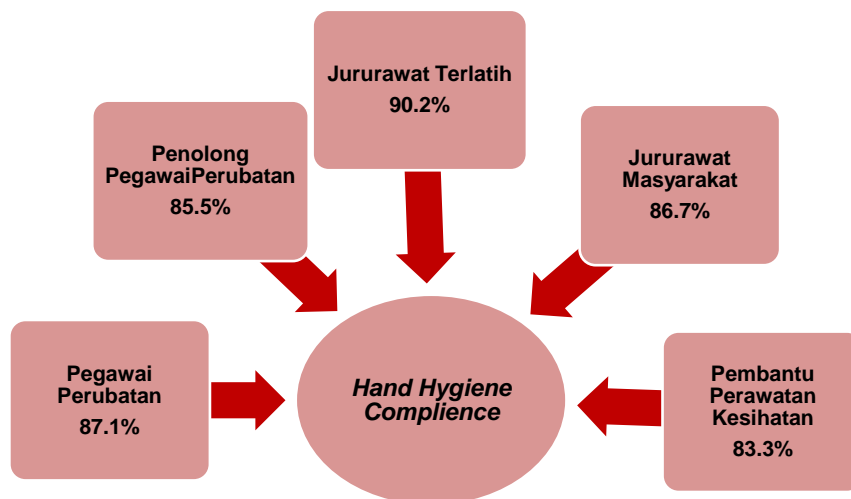 Jururawat Terlatih
90.2%
Penolong
PegawaiPerubatan
85.5%
Jururawat
Masyarakat
86.7%
Pegawai
Perubatan
87.1%
Hand Hygiene
Complience
Pembantu
Perawatan
Kesihatan
83.3%